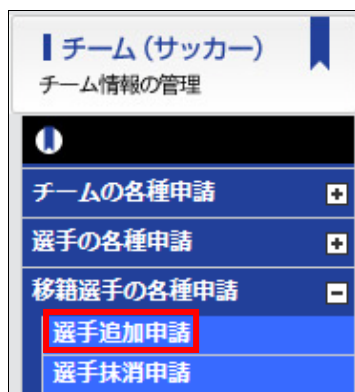 チーム(サッカー)
チーム情報の管理
チームの各種申請
選手の各種申請
移籍選手の各種申請
選手追加申請
選手抹消申請